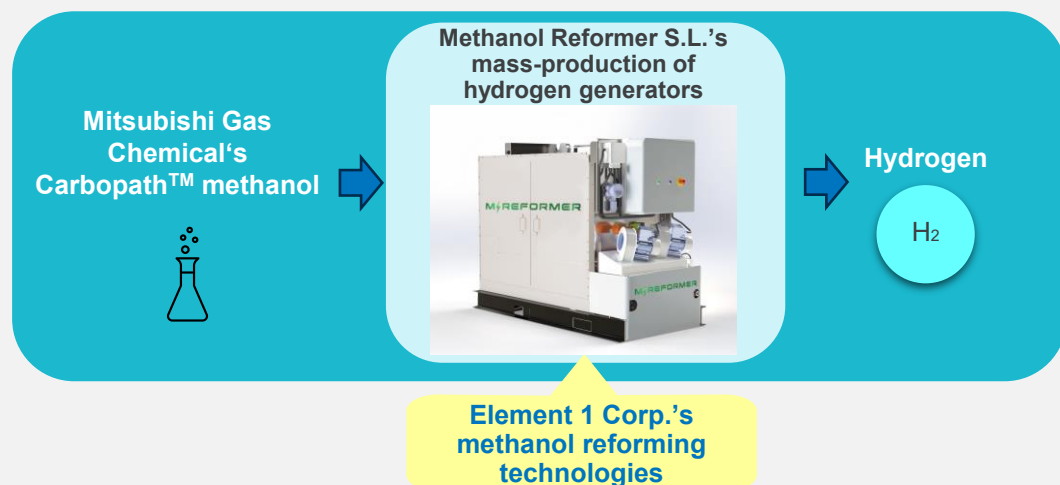 Methanol Reformer S.L.’s
mass-production of
hydrogen generators
Mitsubishi Gas
Chemical‘s
Carbopath™ methanol
M REFORMER
M REFORMER
Hydrogen
H₂
Element 1 Corp.’s
methanol reforming
technologies